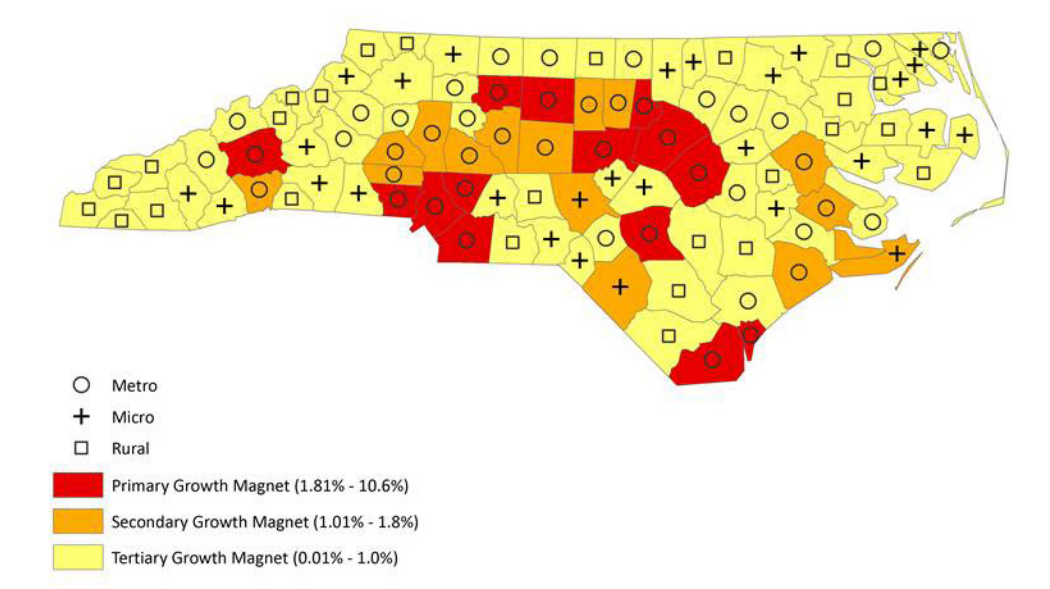 Metro
Micro
Rural
Primary Growth Magnet (1.81% - 10.6%)
Secondary Growth Magnet (1.01% - 1.8%)
Tertiary Growth Magnet (0.01% - 1.0%)